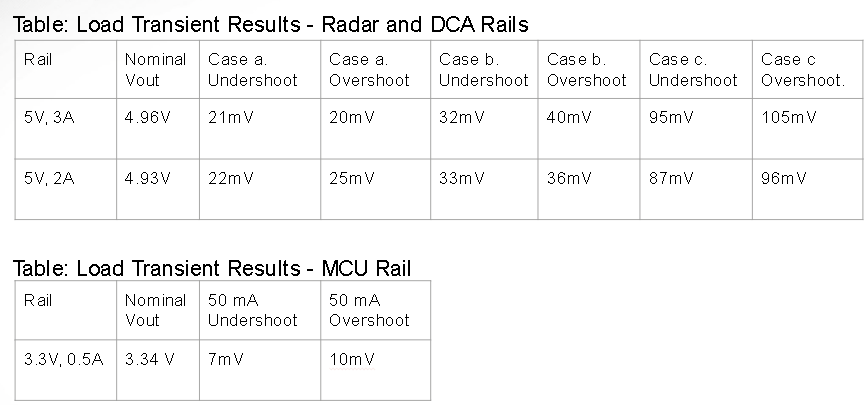 Table: Load Transient Results - Radar and DCA Rails
Rail Nominal Vout Case a. Undershoot Case a. Overshoot Case b. Undershoot Case b. Overshoot Case c. Undershoot Case c Overshoot.
5V, 3A 4.96V 21mV 20mV 32mV 40mV 95mV 105mV
5V, 2A 4.93V 22mV 25mV 33mV 36mV 87mV 96mV
Table: Load Transient Results - MCU Rail
Rail Nominal Vout 50 mA Undershoot 50 mA Overshoot
3.3V, 0.5A 3.34 V 7mV 10mV